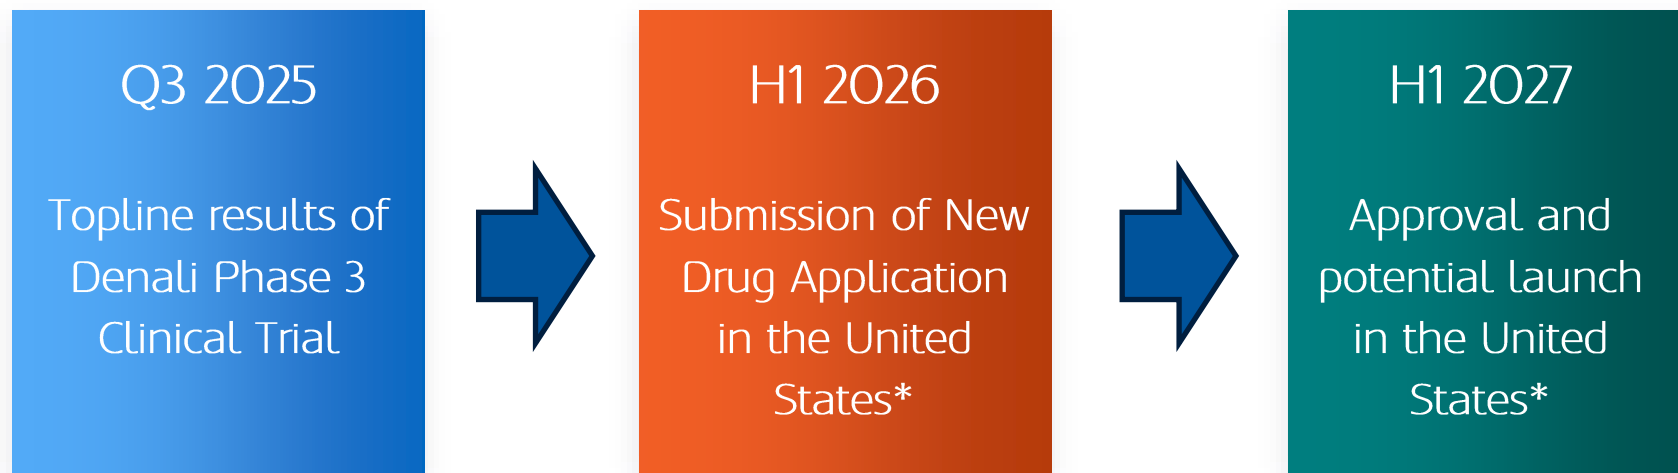 Q3 2025
Topline results of
Denali Phase 3
Clinical Trial
H1 2026
Submission of New
Drug Application
in the United
States*
H1 2027
Approval and
potential launch
in the United
States*